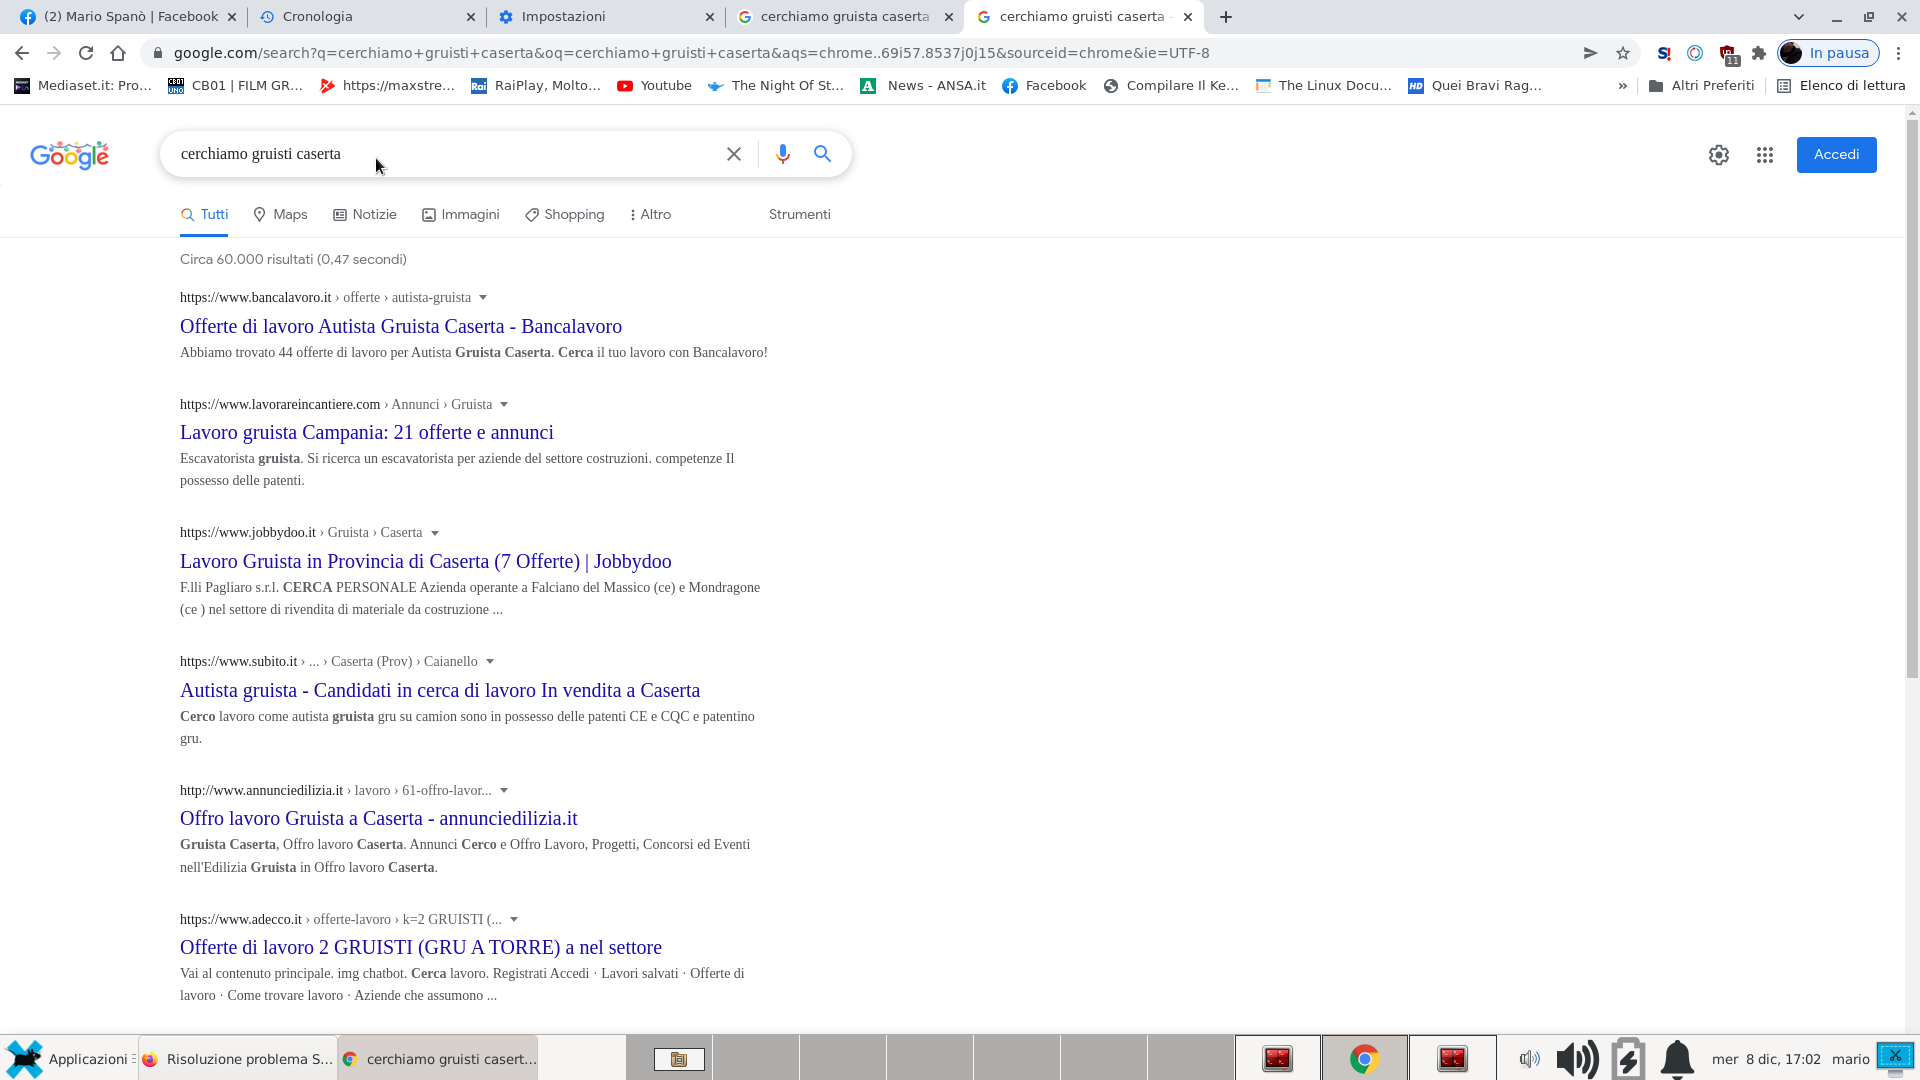 (2) Mario Spanò | Facebook
Cronologia
Impostazioni
cerchiamo gruista caserta
cerchiamo gruisti caserta -
google.com/search?q=cerchiamo+gruisti+caserta&oq=cerchiamo+gruisti+caserta&aqs=chrome..69i57.8537j0j15&sourceid=chrome&ie=UTF-8
S!
11
In pausa
Mediaset.it: Pro...
CB01 | FILM GR...
https://maxstre...
Rai RaiPlay, Molto...
Youtube
The Night Of St...
A News - ANSA.it
Facebook
Compilare Il Ke...
The Linux Docu...
HD Quei Bravi Rag...
»
Altri Preferiti
Elenco di lettura
Google
cerchiamo gruisti caserta
Accedi
Tutti
Maps
Notizie
Immagini
Shopping
Altro
Strumenti
Circa 60.000 risultati (0,47 secondi)
https://www.bancalavoro.it › offerte › autista-gruista
Offerte di lavoro Autista Gruista Caserta - Bancalavoro
Abbiamo trovato 44 offerte di lavoro per Autista Gruista Caserta. Cerca il tuo lavoro con Bancalavoro!
https://www.lavorareincantiere.com › Annunci › Gruista
Lavoro gruista Campania: 21 offerte e annunci
Escavatorista gruista. Si ricerca un escavatorista per aziende del settore costruzioni. competenze Il
possesso delle patenti.
https://www.jobbydoo.it › Gruista › Caserta
Lavoro Gruista in Provincia di Caserta (7 Offerte) | Jobbydoo
F.lli Pagliaro s.r.l. CERCA PERSONALE Azienda operante a Falciano del Massico (ce) e Mondragone
(ce ) nel settore di rivendita di materiale da costruzione ...
https://www.subito.it › ... › Caserta (Prov) › Caianello
Autista gruista - Candidati in cerca di lavoro In vendita a Caserta
Cerco lavoro come autista gruista gru su camion sono in possesso delle patenti CE e CQC e patentino
gru.
http://www.annunciedilizia.it › lavoro › 61-offro-lavor...
Offro lavoro Gruista a Caserta - annunciedilizia.it
Gruista Caserta, Offro lavoro Caserta. Annunci Cerco e Offro Lavoro, Progetti, Concorsi ed Eventi
nell'Edilizia Gruista in Offro lavoro Caserta.
https://www.adecco.it › offerte-lavoro › k=2 GRUISTI (...
Offerte di lavoro 2 GRUISTI (GRU A TORRE) a nel settore
Vai al contenuto principale. img chatbot. Cerca lavoro. Registrati Accedi · Lavori salvati · Offerte di
lavoro · Come trovare lavoro · Aziende che assumono ...
Applicazioni
Risoluzione problema S...
cerchiamo gruisti casert...
mer 8 dic, 17:02
mario